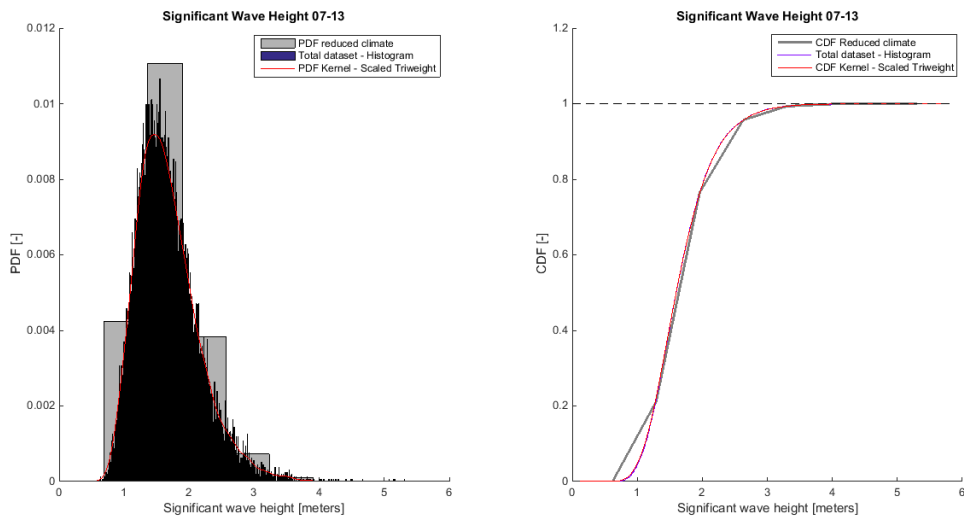 Significant Wave Height 07-13
PDF reduced climate
Total dataset - Histogram
PDF Kernel - Scaled Triweight
0.012
0.01
0.008
0.006
0.004
0.002
0
PDF [-]
0 1 2 3 4 5 6
Significant wave height [meters]
Significant Wave Height 07-13
CDF Reduced climate
Total dataset - Histogram
CDF Kernel - Scaled Triweight
1.2
1
0.8
0.6
0.4
0.2
0
CDF [-]
0 1 2 3 4 5 6
Significant wave height [meters]